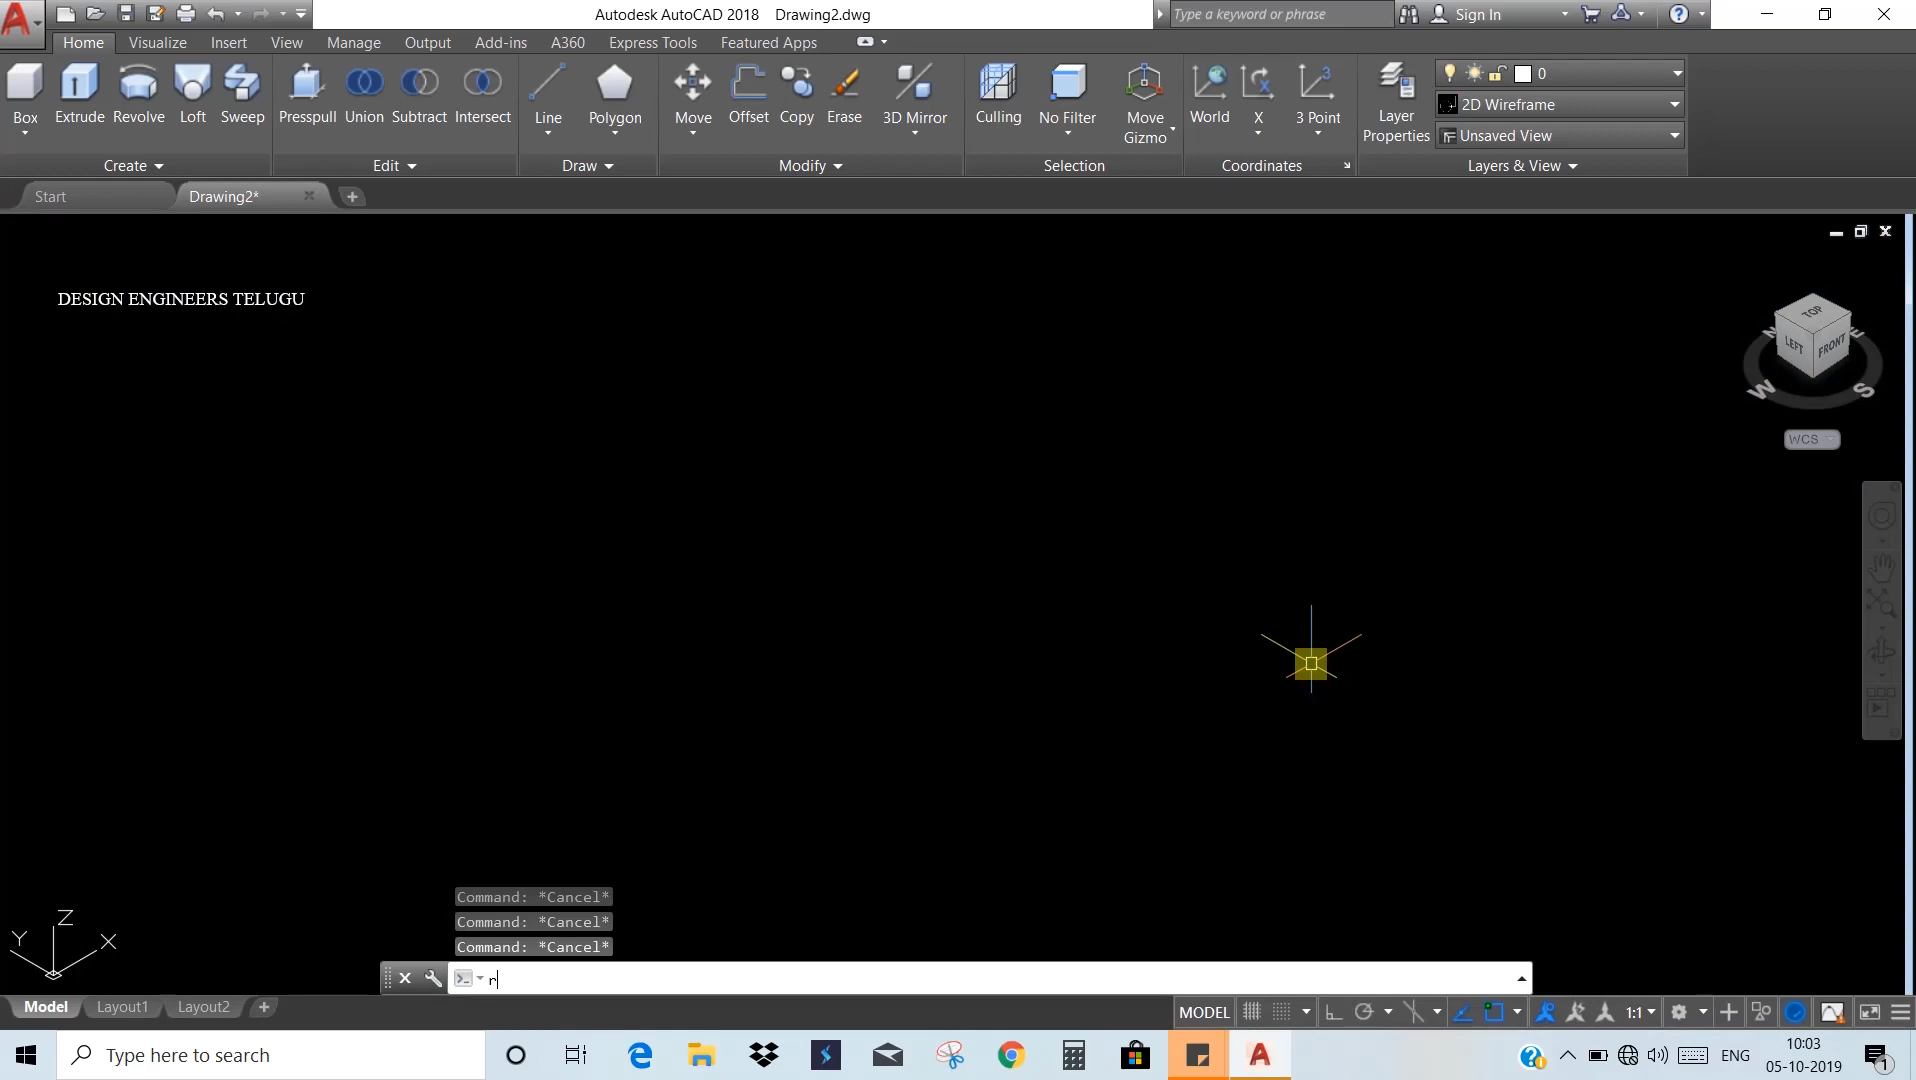 Autodesk AutoCAD 2018 Drawing2.dwg
Type a keyword or phrase
Sign In
Home Visualize Insert View Manage Output Add-ins A360 Express Tools Featured Apps
Box Extrude Revolve Loft Sweep
Presspull Union Subtract Intersect
Line Polygon
Move Offset Copy Erase 3D Mirror
Culling No Filter Move Gizmo
World X 3 Point
Layer Properties
0
2D Wireframe
Unsaved View
Create Edit Draw Modify Selection Coordinates Layers & View
Start Drawing2*
DESIGN ENGINEERS TELUGU
TOP
LEFT FRONT
N E
W S
WCS
Z
Y X
Command: *Cancel*
Command: *Cancel*
Command: *Cancel*
r
Model Layout1 Layout2
MODEL 1:1
Type here to search
ENG
10:03
05-10-2019
1